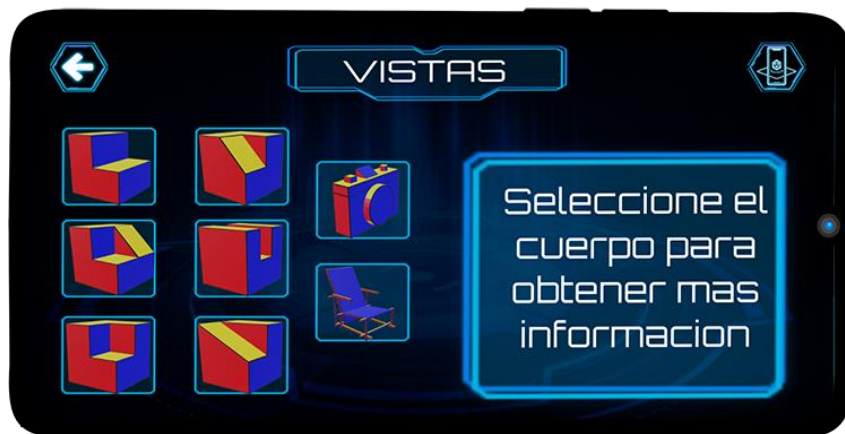 VISTAS
Seleccione el
cuerpo para
obtener mas
informacion